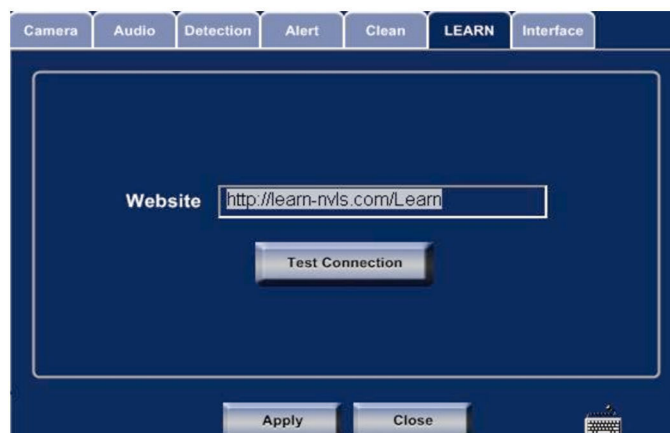 Camera Audio Detection Alert Clean LEARN Interface
Website http://learn-nvls.com/Learn
Test Connection
Apply Close